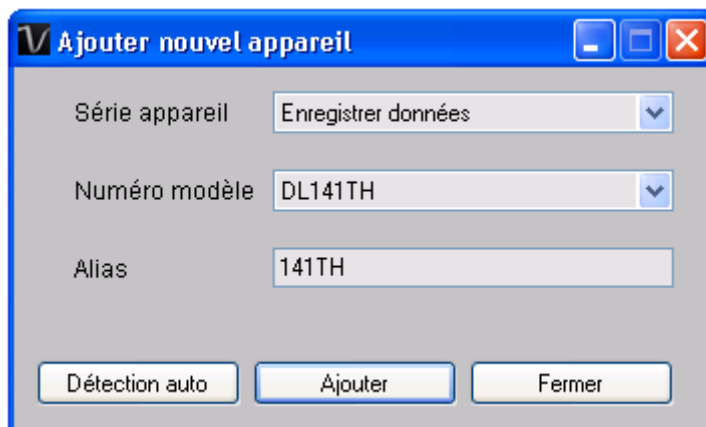 Ajouter nouvel appareil
Série appareil Enregistrer données
Numéro modèle DL141TH
Alias 141TH
Détection auto Ajouter Fermer